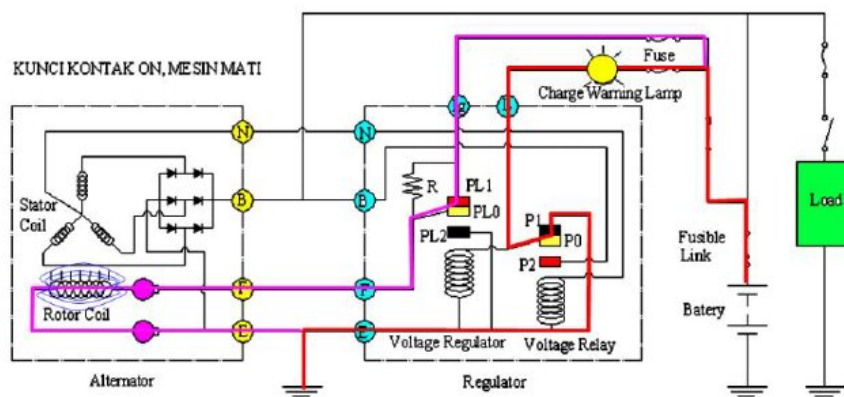 KUNCI KONTAK ON, MESIN MATI
Fuse
Charge Warning Lamp
Ig L
N N
B B
F F
E E
Stator
Coil
Rotor Coil
R
PL1
PL0
PL2
P1
P0
P2
Voltage Regulator
Voltage Relay
Fusible
Link
Batery
Load
Alternator
Regulator